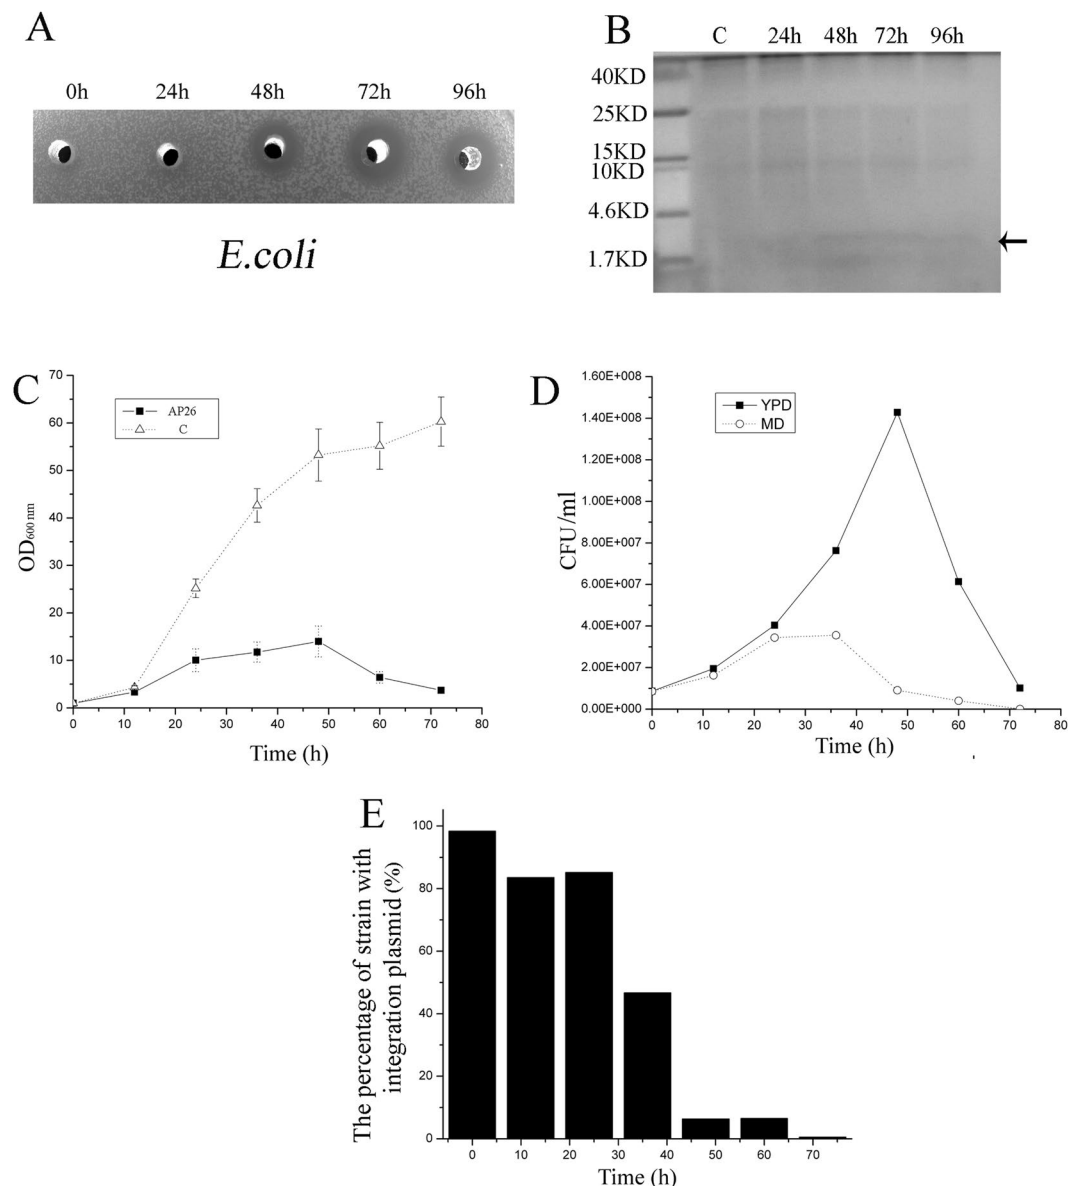 A
0h 24h 48h 72h 96h
E.coli
B
C 24h 48h 72h 96h
40KD
25KD
15KD
10KD
4.6KD
1.7KD
C
70
60
50
40
30
20
10
0
AP26
C
OD600 nm
0 10 20 30 40 50 60 70 80
Time (h)
D
1.60E+008
1.40E+008
1.20E+008
1.00E+008
8.00E+007
6.00E+007
4.00E+007
2.00E+007
0.00E+000
YPD
MD
CFU/ml
0 10 20 30 40 50 60 70 80
Time (h)
E
100
80
60
40
20
0
The percentage of strain with
integration plasmid (%)
0 10 20 30 40 50 60 70
Time (h)